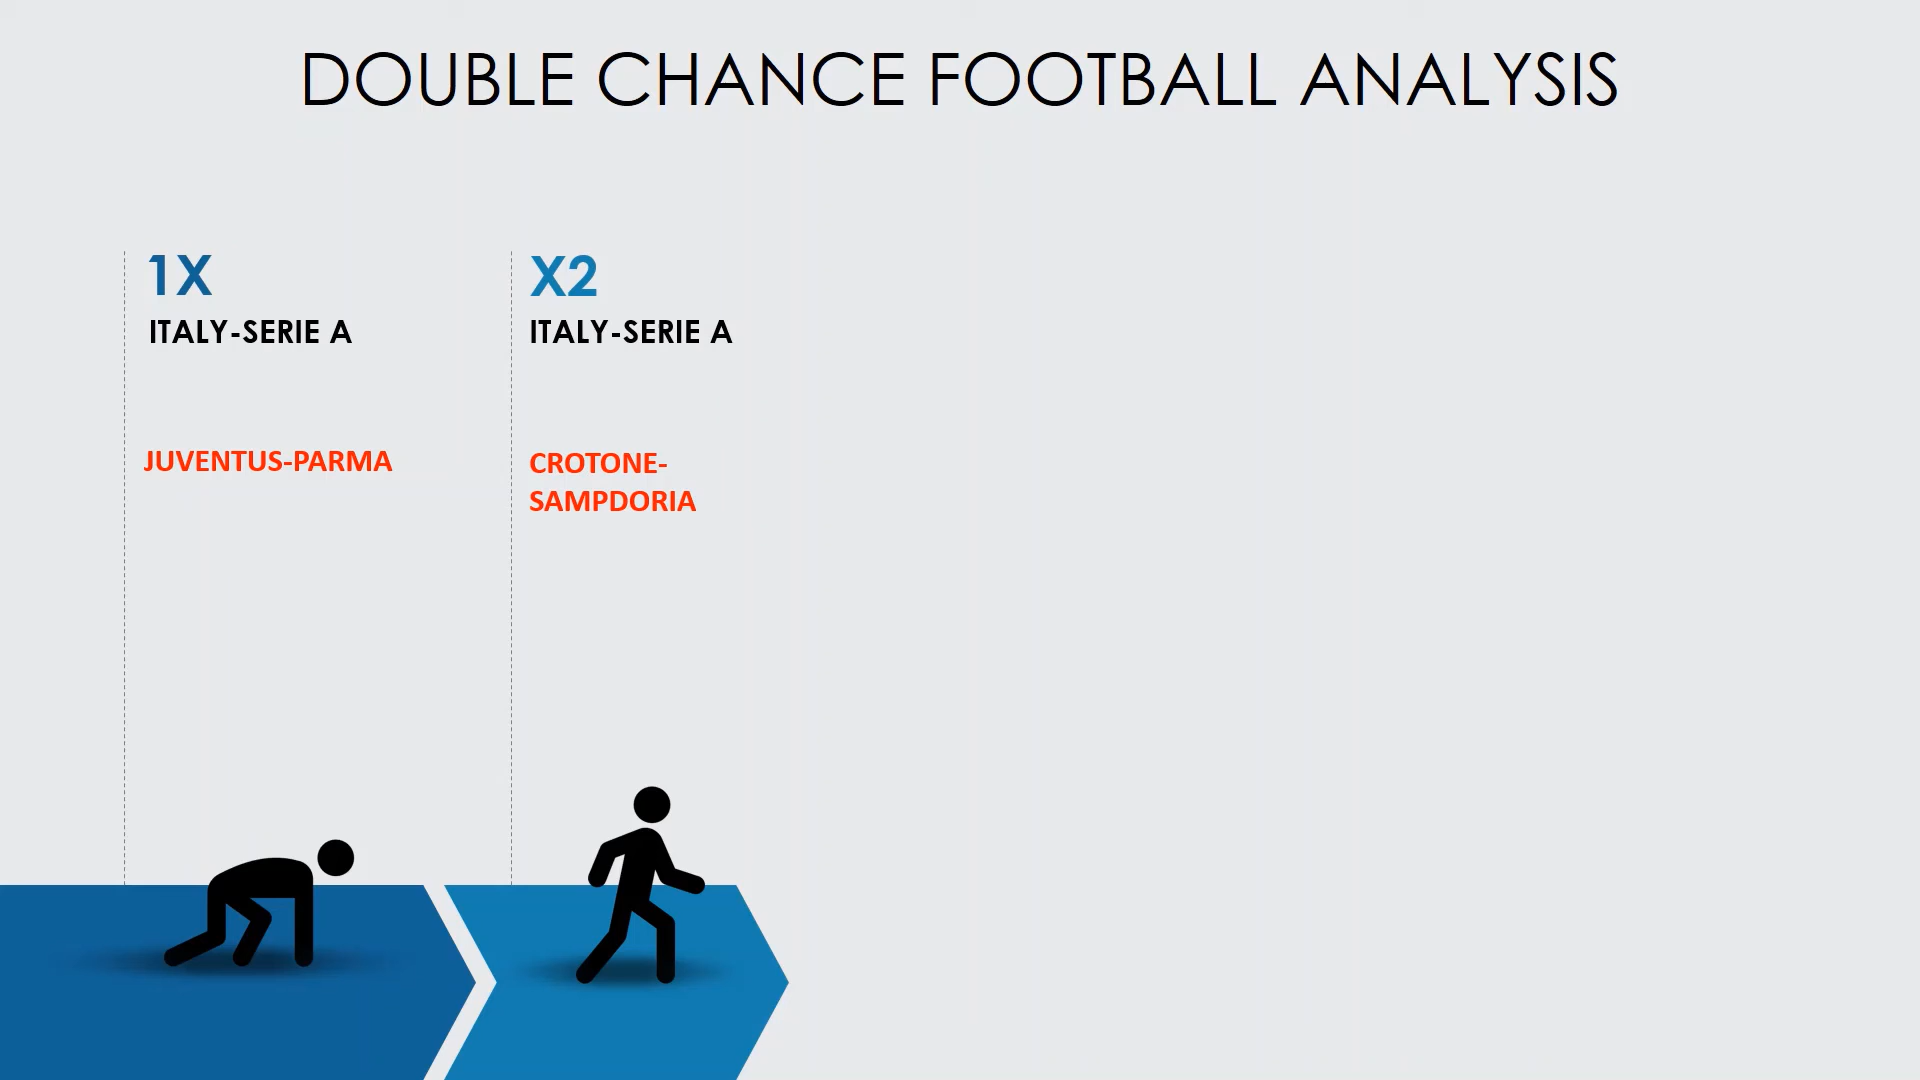 DOUBLE CHANCE FOOTBALL ANALYSIS
1X
ITALY-SERIE A
JUVENTUS-PARMA
X2
ITALY-SERIE A
CROTONE-
SAMPDORIA